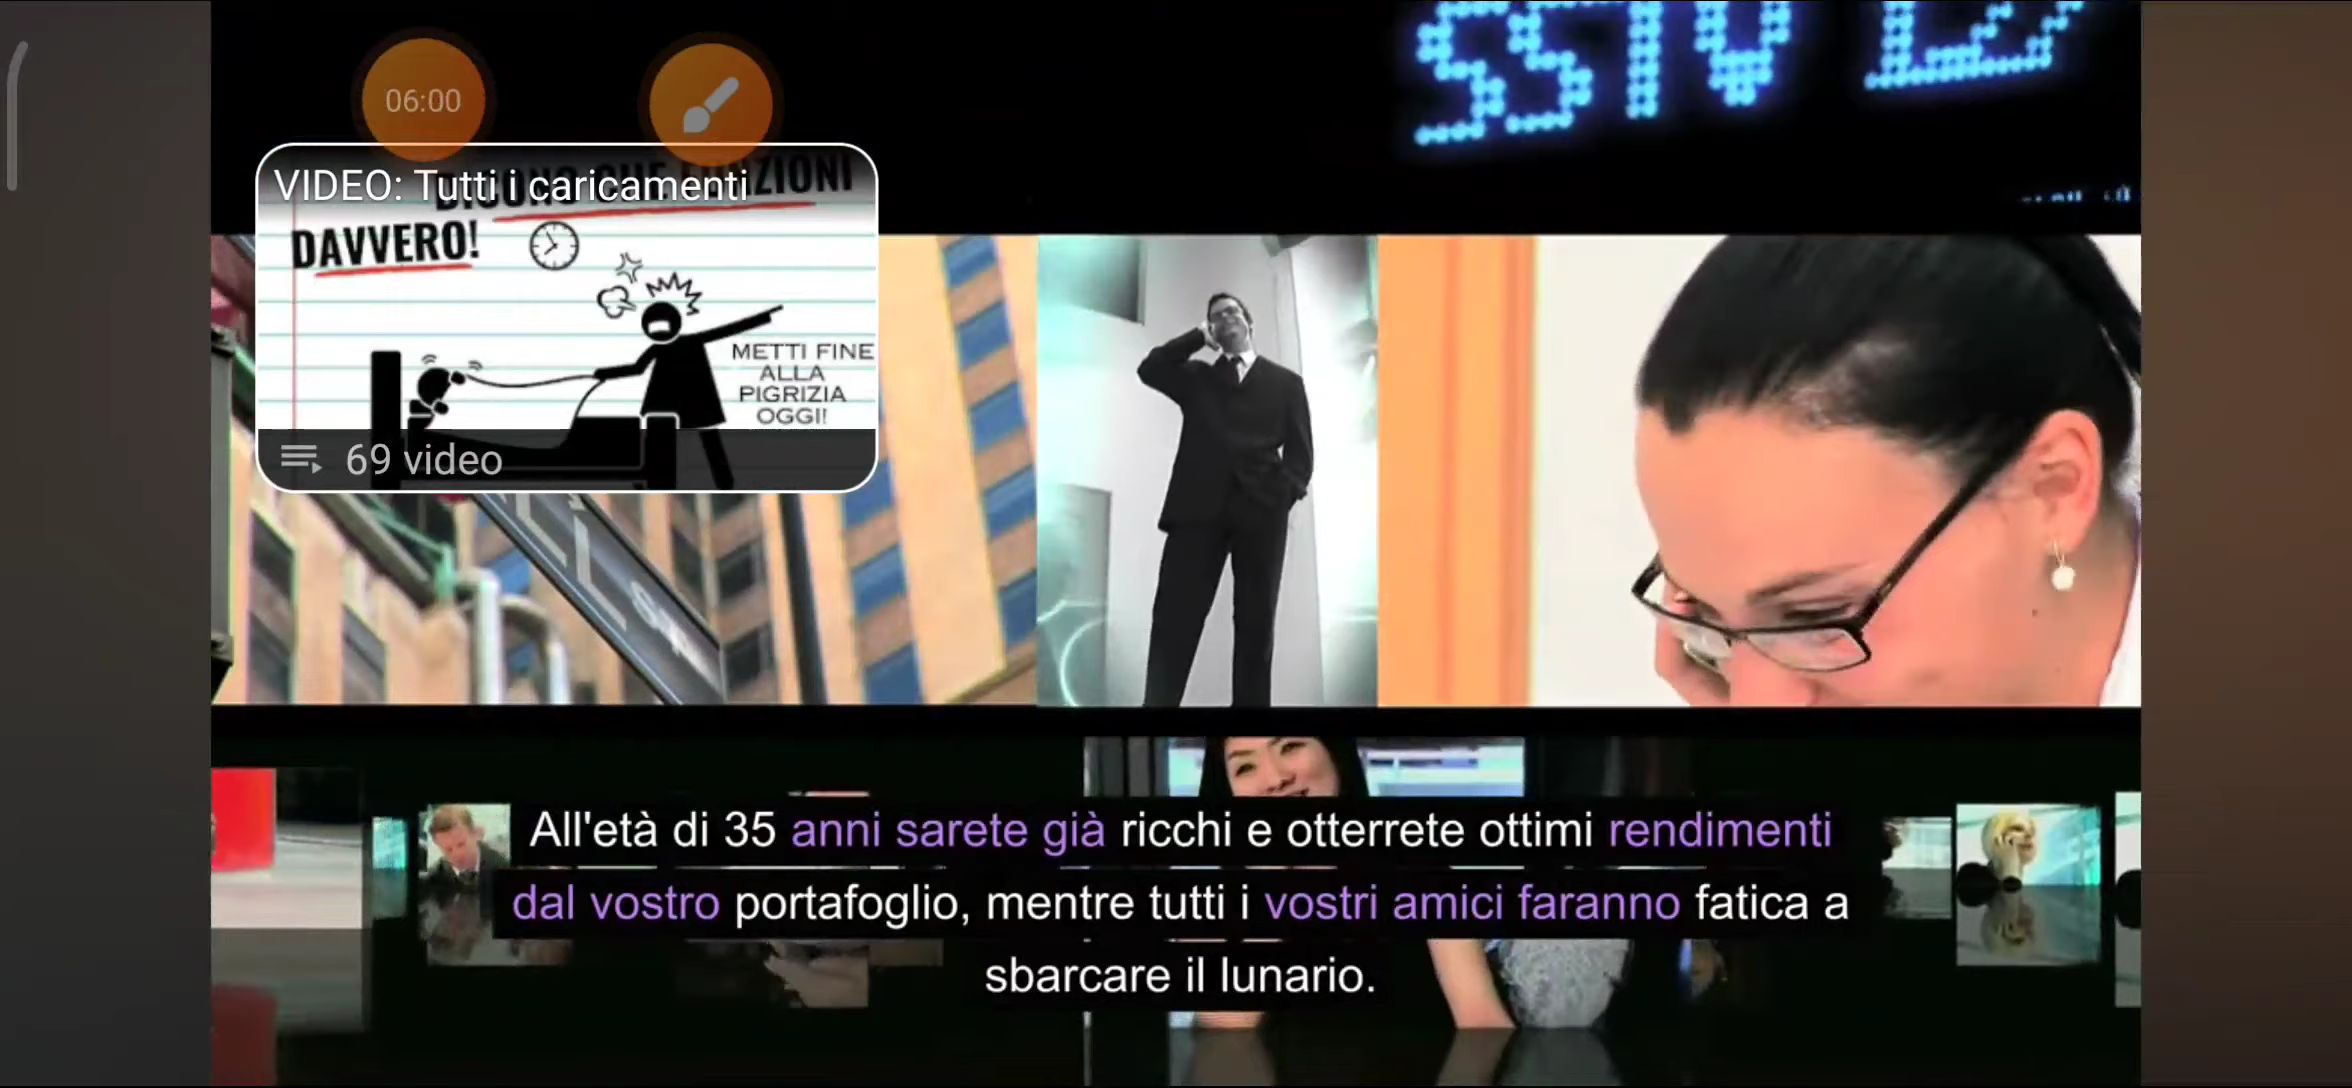 06:00
VIDEO: Tutti i caricamenti
DAVVERO!
METTI FINE
ALLA
PIGRIZIA
OGGI!
69 video
All'età di 35 anni sarete già ricchi e otterrete ottimi rendimenti
dal vostro portafoglio, mentre tutti i vostri amici faranno fatica a
sbarcare il lunario.